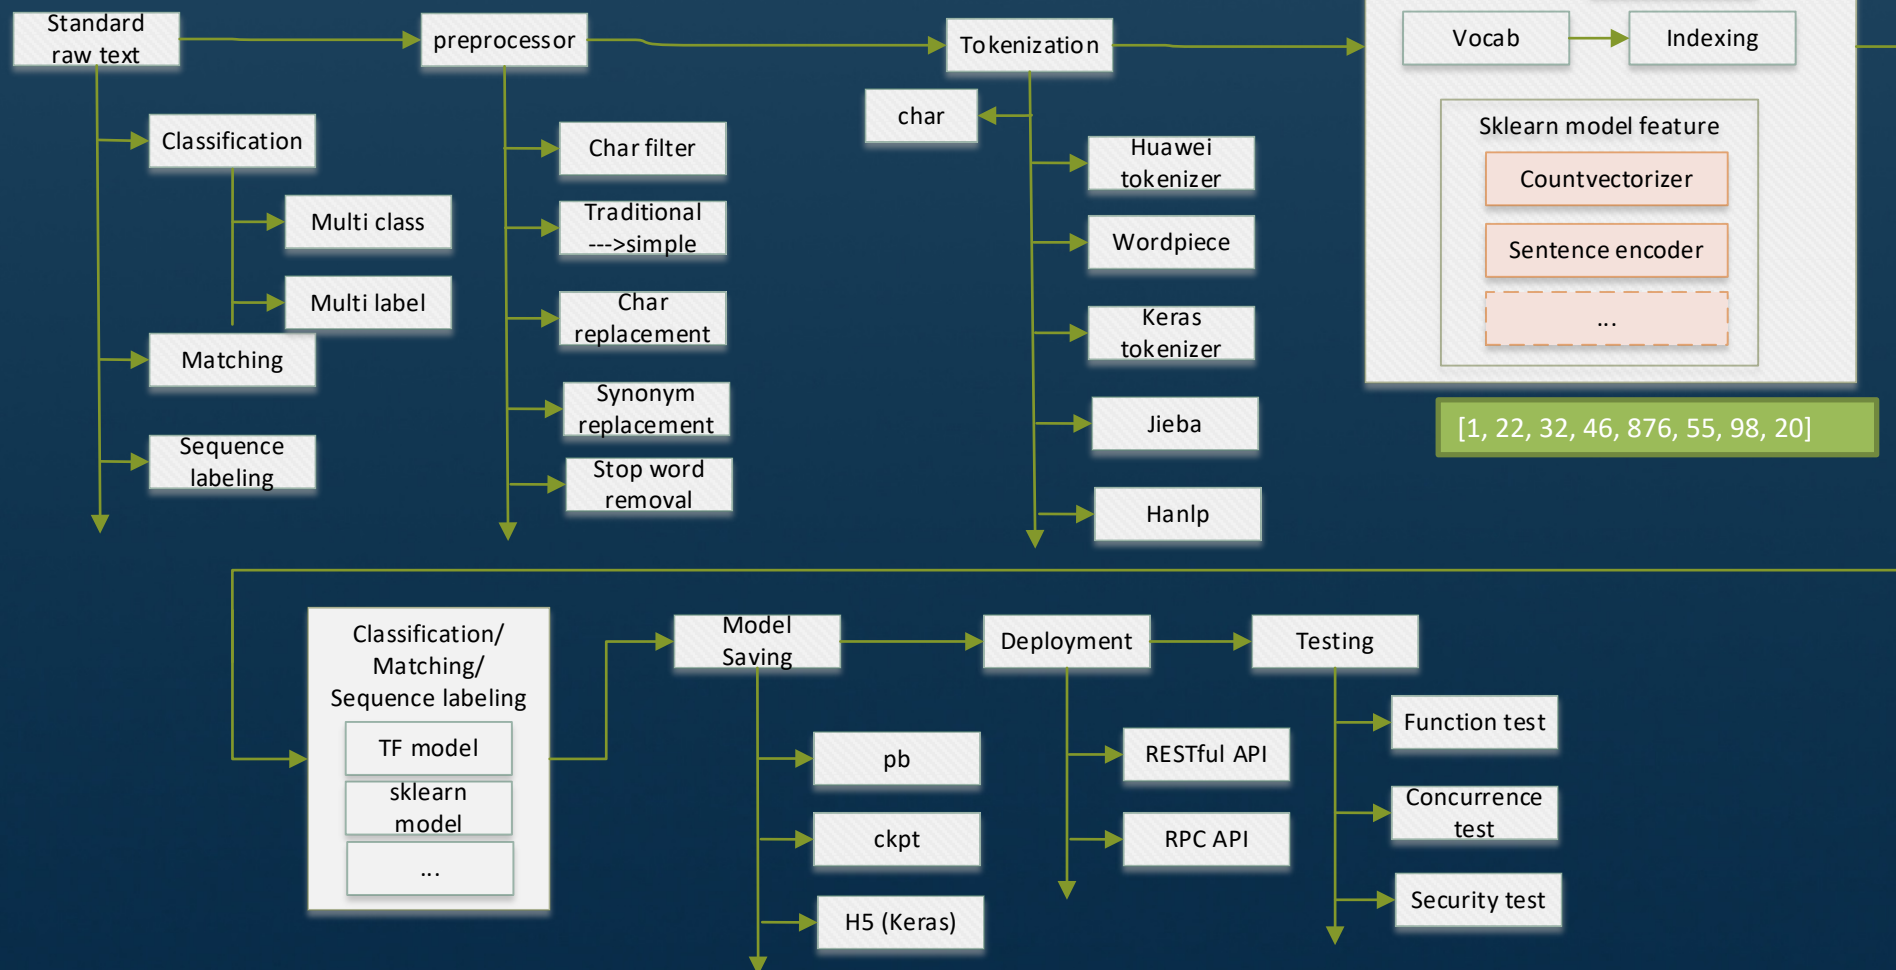 Standard
raw text
preprocessor
Tokenization
Vocab
Indexing
Classification
Multi class
Multi label
Matching
Sequence
labeling
Char filter
Traditional
--->simple
Char
replacement
Synonym
replacement
Stop word
removal
char
Huawei
tokenizer
Wordpiece
Keras
tokenizer
Jieba
Hanlp
Sklearn model feature
Countvectorizer
Sentence encoder
...
[1, 22, 32, 46, 876, 55, 98, 20]
Classification/
Matching/
Sequence labeling
TF model
sklearn
model
...
Model
Saving
pb
ckpt
H5 (Keras)
Deployment
RESTful API
RPC API
Testing
Function test
Concurrence
test
Security test